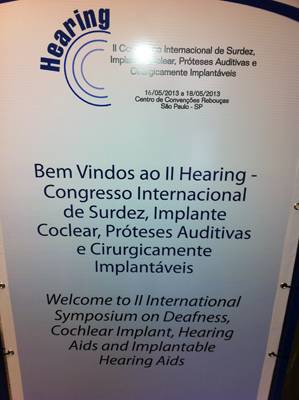 Hearing
II Congresso Internacional de Surdez,
Implante Coclear, Próteses Auditivas e
Cirurgicamente Implantáveis
16/05/2013 a 18/05/2013
Centro de Convenções Rebouças
São Paulo - SP
Bem Vindos ao II Hearing -
Congresso Internacional
de Surdez, Implante
Coclear, Próteses Auditivas
e Cirurgicamente
Implantáveis
Welcome to II International
Symposium on Deafness,
Cochlear Implant, Hearing
Aids and Implantable
Hearing Aids